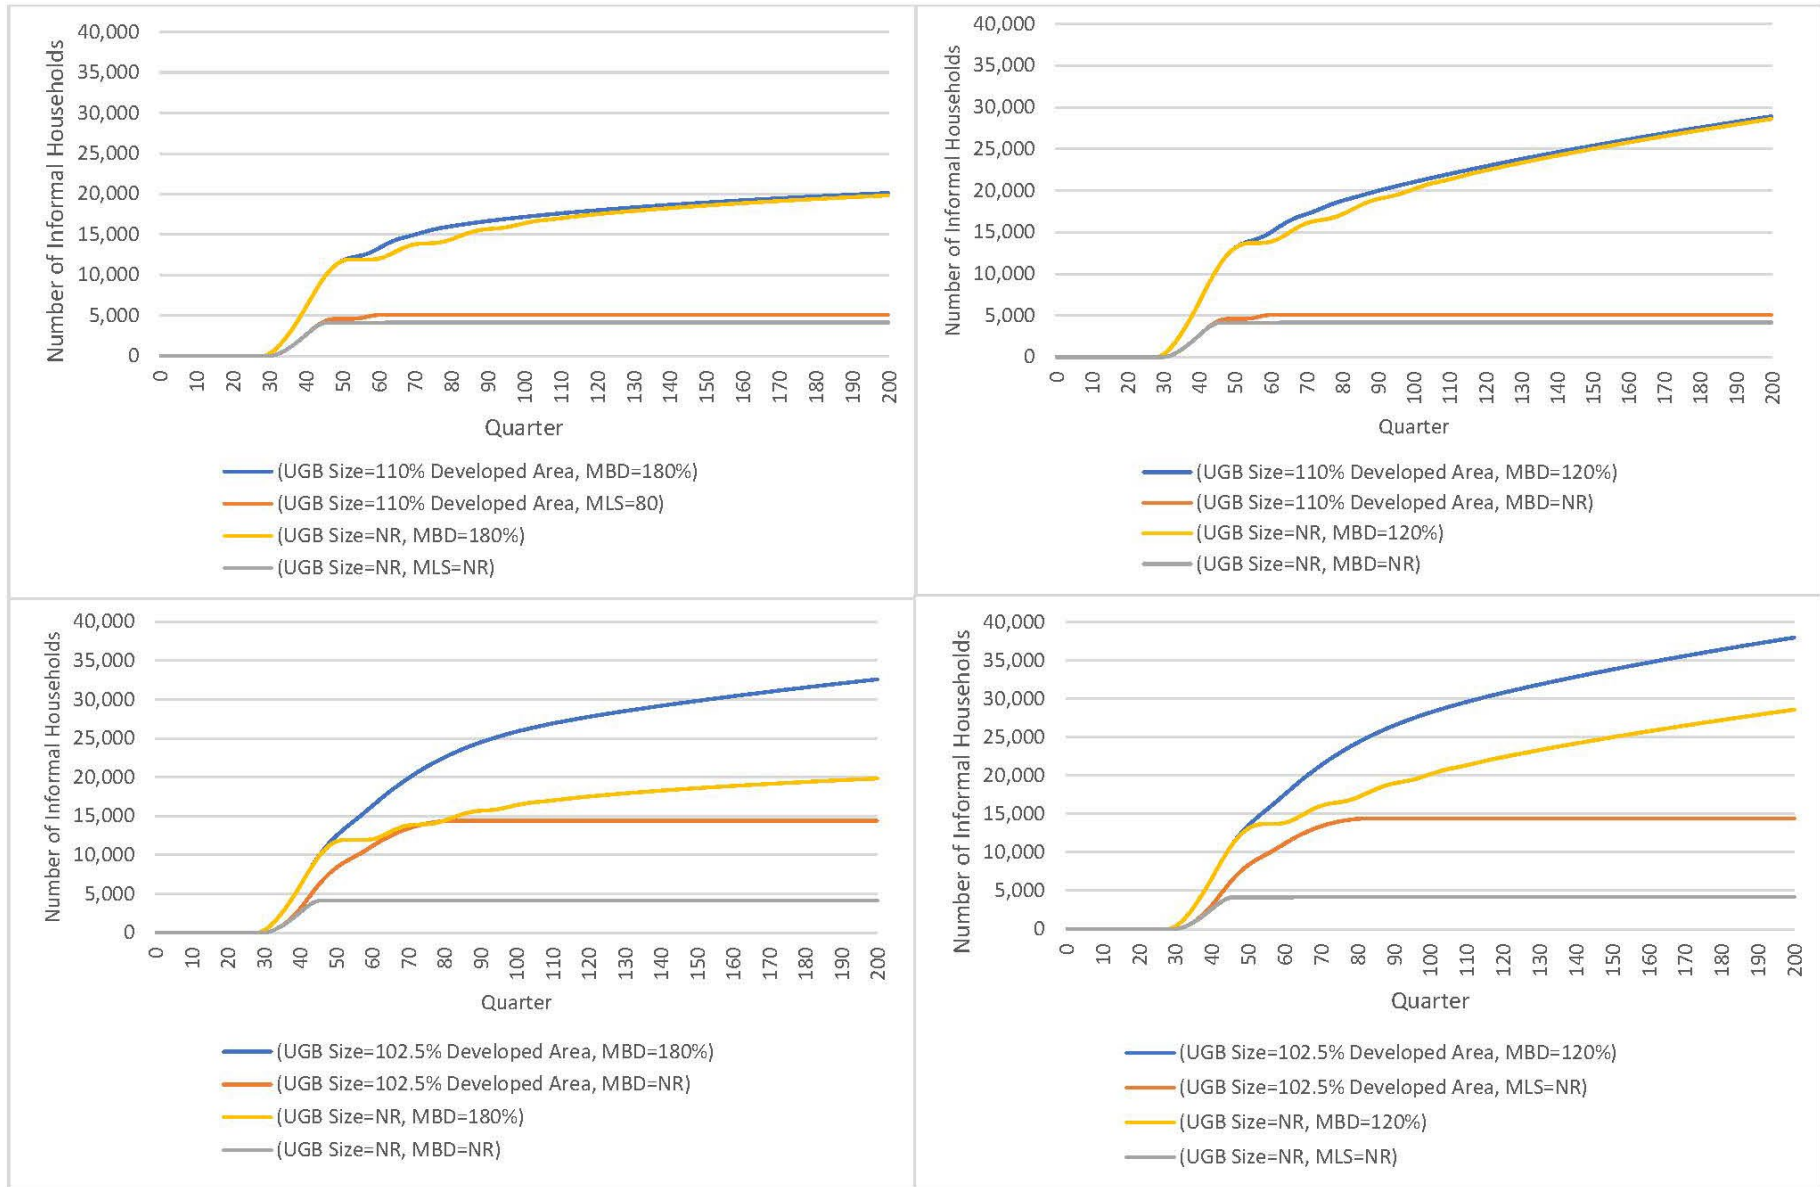 Number of Informal Households
40,000
35,000
30,000
25,000
20,000
15,000
10,000
5,000
0
0 10 20 30 40 50 60 70 80 90 100 110 120 130 140 150 160 170 180 190 200
Quarter
(UGB Size=110% Developed Area, MBD=180%)
(UGB Size=110% Developed Area, MLS=80)
(UGB Size=NR, MBD=180%)
(UGB Size=NR, MLS=NR)
Number of Informal Households
40,000
35,000
30,000
25,000
20,000
15,000
10,000
5,000
0
0 10 20 30 40 50 60 70 80 90 100 110 120 130 140 150 160 170 180 190 200
Quarter
(UGB Size=110% Developed Area, MBD=120%)
(UGB Size=110% Developed Area, MBD=NR)
(UGB Size=NR, MBD=120%)
(UGB Size=NR, MBD=NR)
Number of Informal Households
40,000
35,000
30,000
25,000
20,000
15,000
10,000
5,000
0
0 10 20 30 40 50 60 70 80 90 100 110 120 130 140 150 160 170 180 190 200
Quarter
(UGB Size=102.5% Developed Area, MBD=180%)
(UGB Size=102.5% Developed Area, MBD=NR)
(UGB Size=NR, MBD=180%)
(UGB Size=NR, MBD=NR)
Number of Informal Households
40,000
35,000
30,000
25,000
20,000
15,000
10,000
5,000
0
0 10 20 30 40 50 60 70 80 90 100 110 120 130 140 150 160 170 180 190 200
Quarter
(UGB Size=102.5% Developed Area, MBD=120%)
(UGB Size=102.5% Developed Area, MLS=NR)
(UGB Size=NR, MBD=120%)
(UGB Size=NR, MLS=NR)